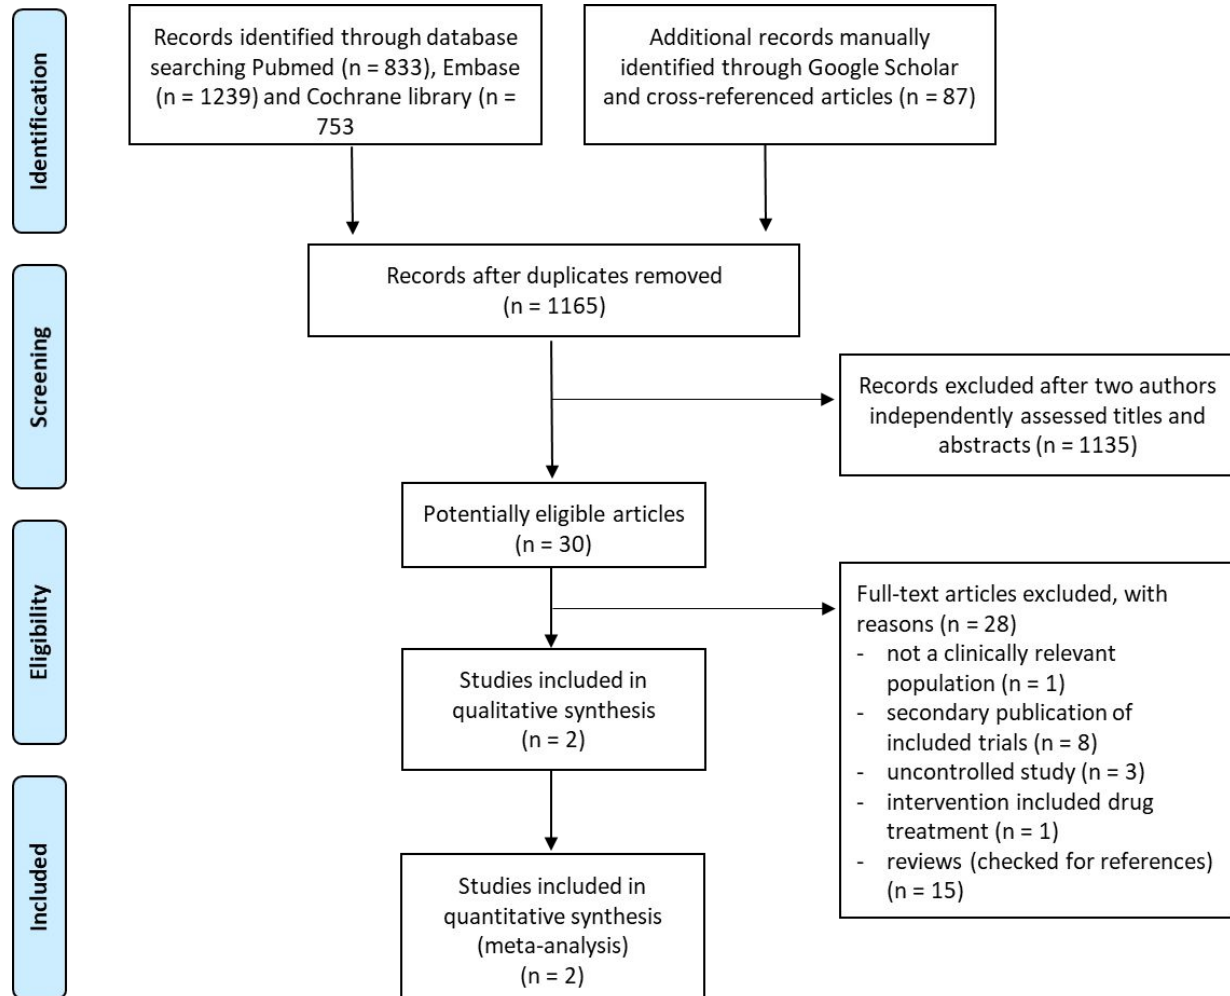 Identification
Records identified through database
searching Pubmed (n = 833), Embase
(n = 1239) and Cochrane library (n =
753
Additional records manually
identified through Google Scholar
and cross-referenced articles (n = 87)
Screening
Records after duplicates removed
(n = 1165)
Records excluded after two authors
independently assessed titles and
abstracts (n = 1135)
Eligibility
Potentially eligible articles
(n = 30)
Full-text articles excluded, with
reasons (n = 28)
- not a clinically relevant
population (n = 1)
- secondary publication of
included trials (n = 8)
- uncontrolled study (n = 3)
- intervention included drug
treatment (n = 1)
- reviews (checked for references)
(n = 15)
Studies included in
qualitative synthesis
(n = 2)
Included
Studies included in
quantitative synthesis
(meta-analysis)
(n = 2)